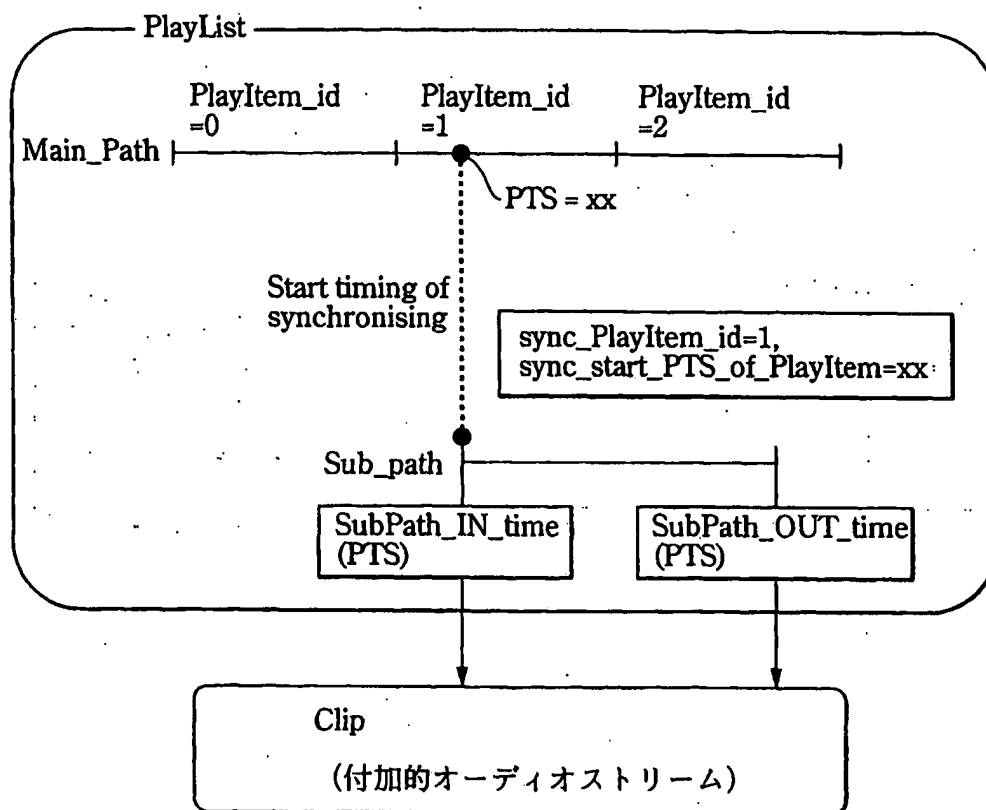 PlayList
PlayItem_id
=0
PlayItem_id
=1
PlayItem_id
=2
Main_Path
PTS = xx
Start timing of
synchronising
sync_PlayItem_id=1,
sync_start_PTS_of_PlayItem=xx
Sub_path
SubPath_IN_time
(PTS)
SubPath_OUT_time
(PTS)
Clip
(付加的オーディオストリーム)